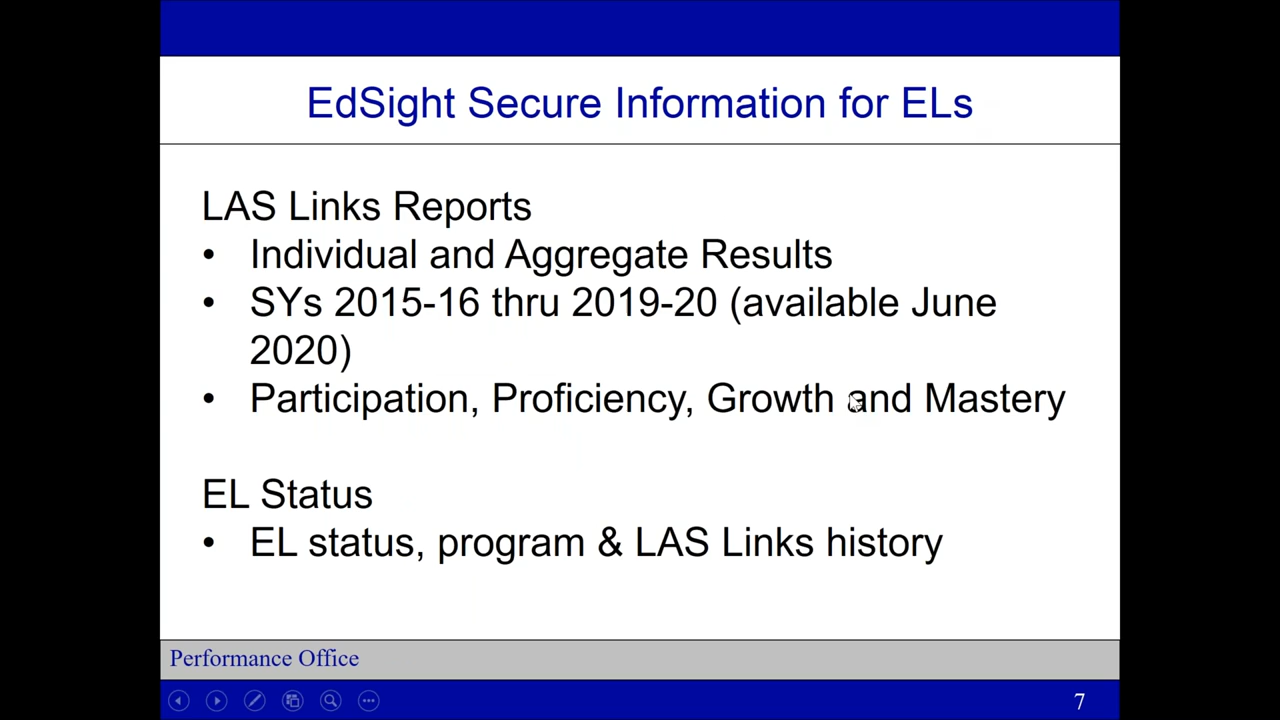 EdSight Secure Information for ELs
LAS Links Reports
• Individual and Aggregate Results
• SYs 2015-16 thru 2019-20 (available June
2020)
• Participation, Proficiency, Growth and Mastery
EL Status
• EL status, program & LAS Links history
Performance Office
7